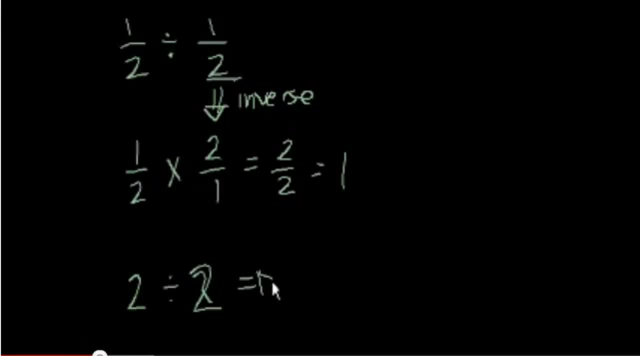 1/2 ÷ 1/2
⇓ inverse
1/2 × 2/1 = 2/2 = 1
2 ÷ 2 =